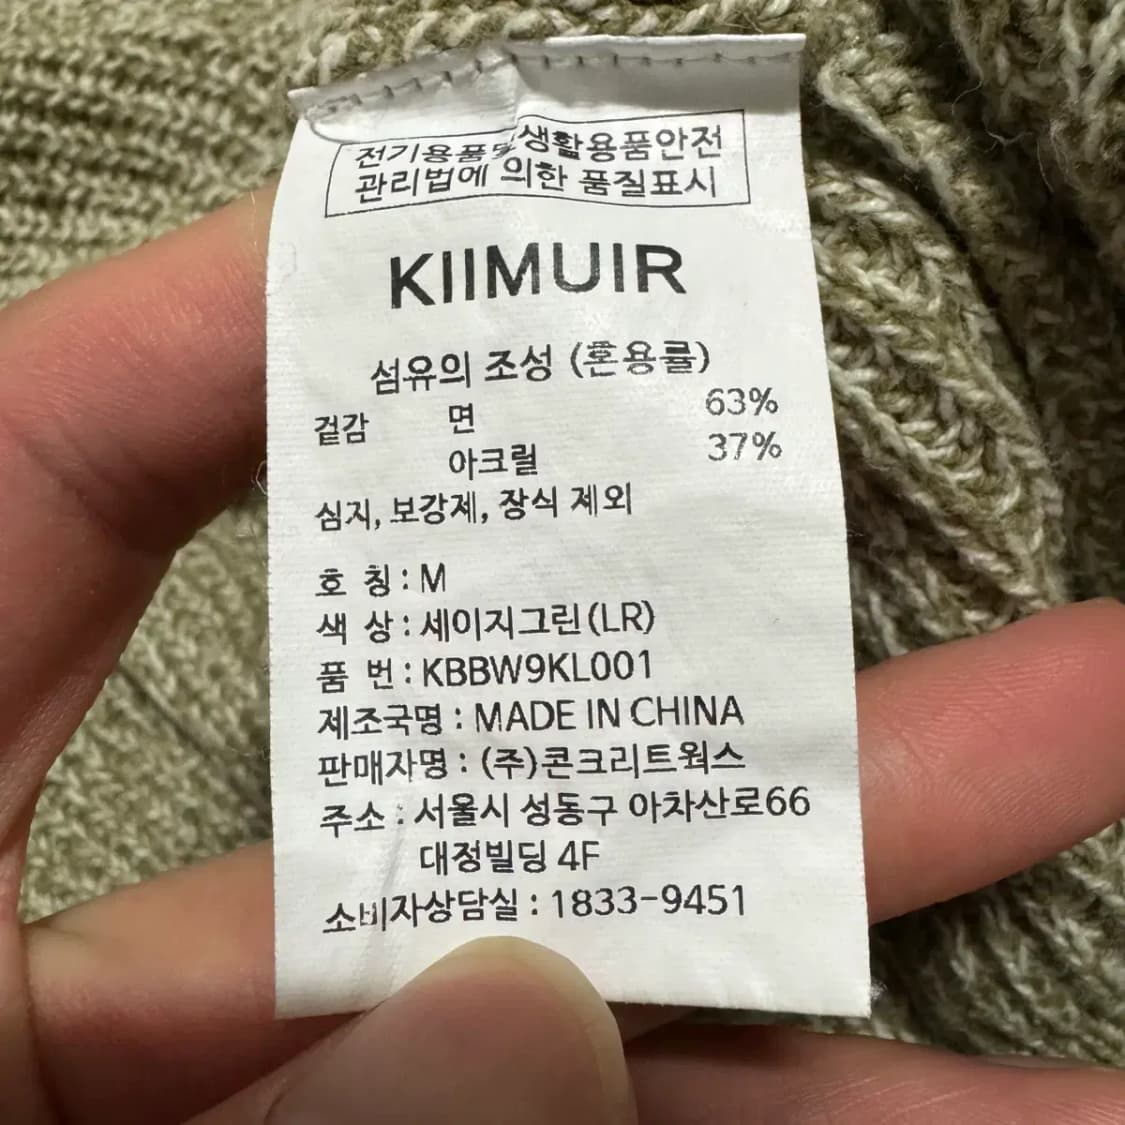 전기용품및 생활용품안전
관리법에 의한 품질표시
KIIMUIR
섬유의 조성 (혼용률)
겉감 면 63%
아크릴 37%
심지, 보강제, 장식 제외
호 칭 : M
색 상 : 세이지그린(LR)
품 번 : KBBW9KL001
제조국명 : MADE IN CHINA
판매자명 : (주)콘크리트웍스
주소 : 서울시 성동구 아차산로66
대정빌딩 4F
소비자상담실 : 1833-9451